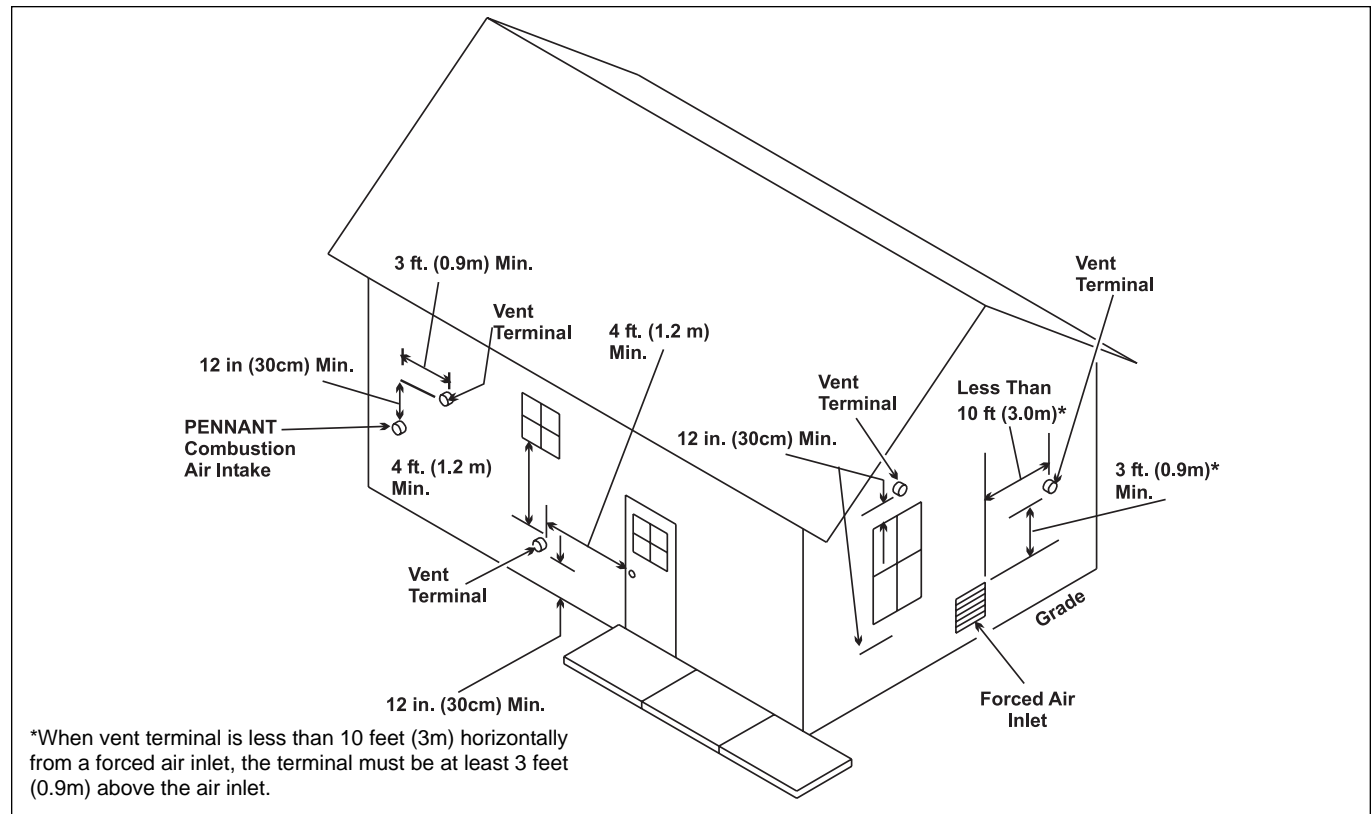 3 ft. (0.9m) Min.
Vent
Terminal
12 in (30cm) Min.
PENNANT
Combustion
Air Intake
4 ft. (1.2 m)
Min.
4 ft. (1.2 m)
Min.
Vent
Terminal
12 in. (30cm) Min.
Vent
Terminal
12 in. (30cm) Min.
Vent
Terminal
Less Than
10 ft (3.0m)*
3 ft. (0.9m)*
Min.
Grade
Forced Air
Inlet
*When vent terminal is less than 10 feet (3m) horizontally
from a forced air inlet, the terminal must be at least 3 feet
(0.9m) above the air inlet.